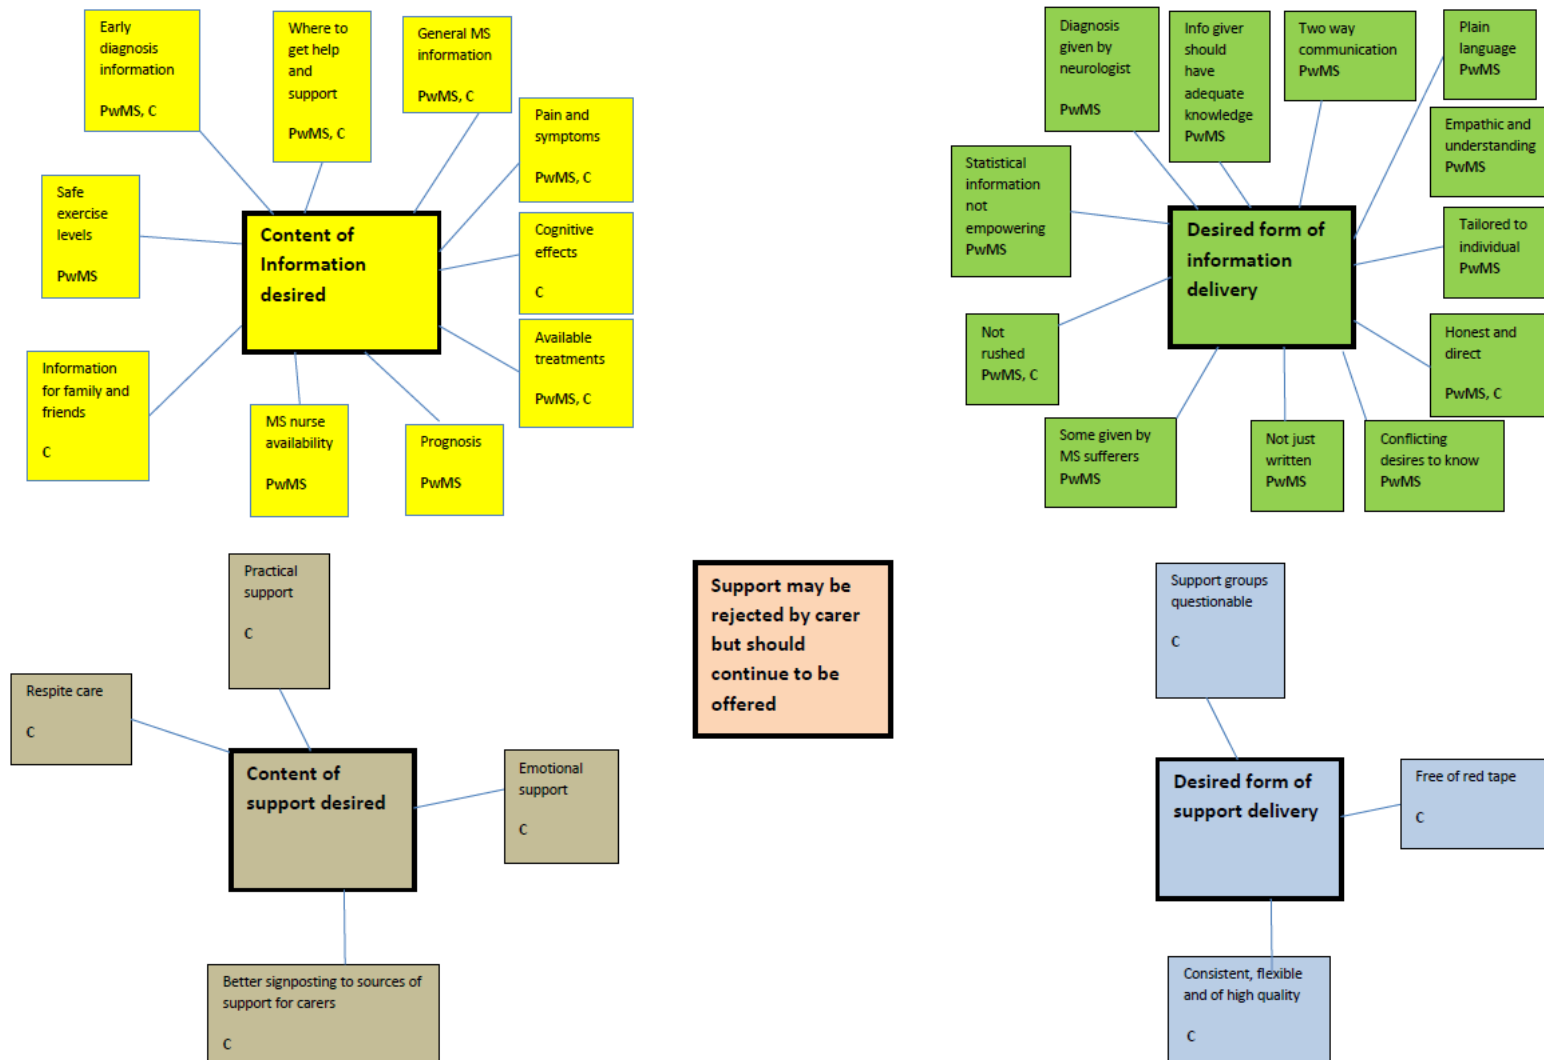 Early
diagnosis
information
PwMS, C
Where to
get help
and
support
PwMS, C
General MS
information
PwMS, C
Pain and
symptoms
PwMS, C
Safe
exercise
levels
PwMS
Content of
Information
desired
Cognitive
effects
C
Available
treatments
PwMS, C
Information
for family and
friends
C
MS nurse
availability
PwMS
Prognosis
PwMS
Diagnosis
given by
neurologist
PwMS
Info giver
should
have
adequate
knowledge
PwMS
Two way
communication
PwMS
Plain
language
PwMS
Empathic and
understanding
PwMS
Statistical
information
not
empowering
PwMS
Desired form of
information
delivery
Tailored to
individual
PwMS
Not
rushed
PwMS, C
Honest and
direct
PwMS, C
Some given by
MS sufferers
PwMS
Not just
written
PwMS
Conflicting
desires to know
PwMS
Practical
support
C
Respite care
C
Content of
support desired
Emotional
support
C
Better signposting to sources of
support for carers
C
Support may be
rejected by carer
but should
continue to be
offered
Support groups
questionable
C
Desired form of
support delivery
Free of red tape
C
Consistent, flexible
and of high quality
C